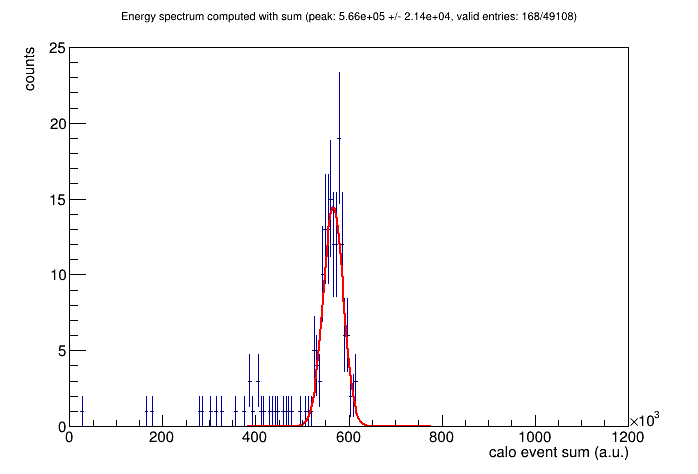 Energy spectrum computed with sum (peak: 5.66e+05 +/- 2.14e+04, valid entries: 168/49108)
counts
25
20
15
10
5
0
0 200 400 600 800 1000 1200
×10³
calo event sum (a.u.)